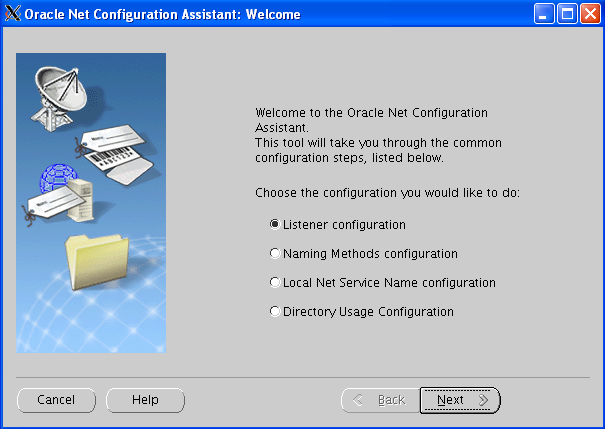 Oracle Net Configuration Assistant: Welcome
Welcome to the Oracle Net Configuration
Assistant.
This tool will take you through the common
configuration steps, listed below.
Choose the configuration you would like to do:
Listener configuration
Naming Methods configuration
Local Net Service Name configuration
Directory Usage Configuration
Cancel
Help
Back
Next